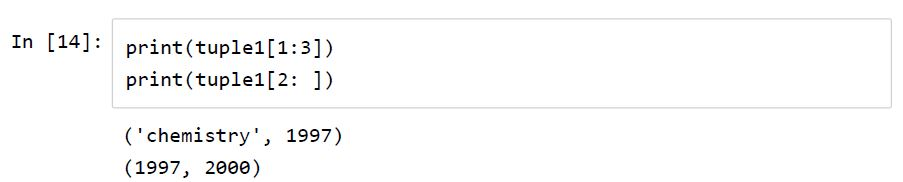 In [14]: print(tuple1[1:3])
print(tuple1[2: ])
('chemistry', 1997)
(1997, 2000)